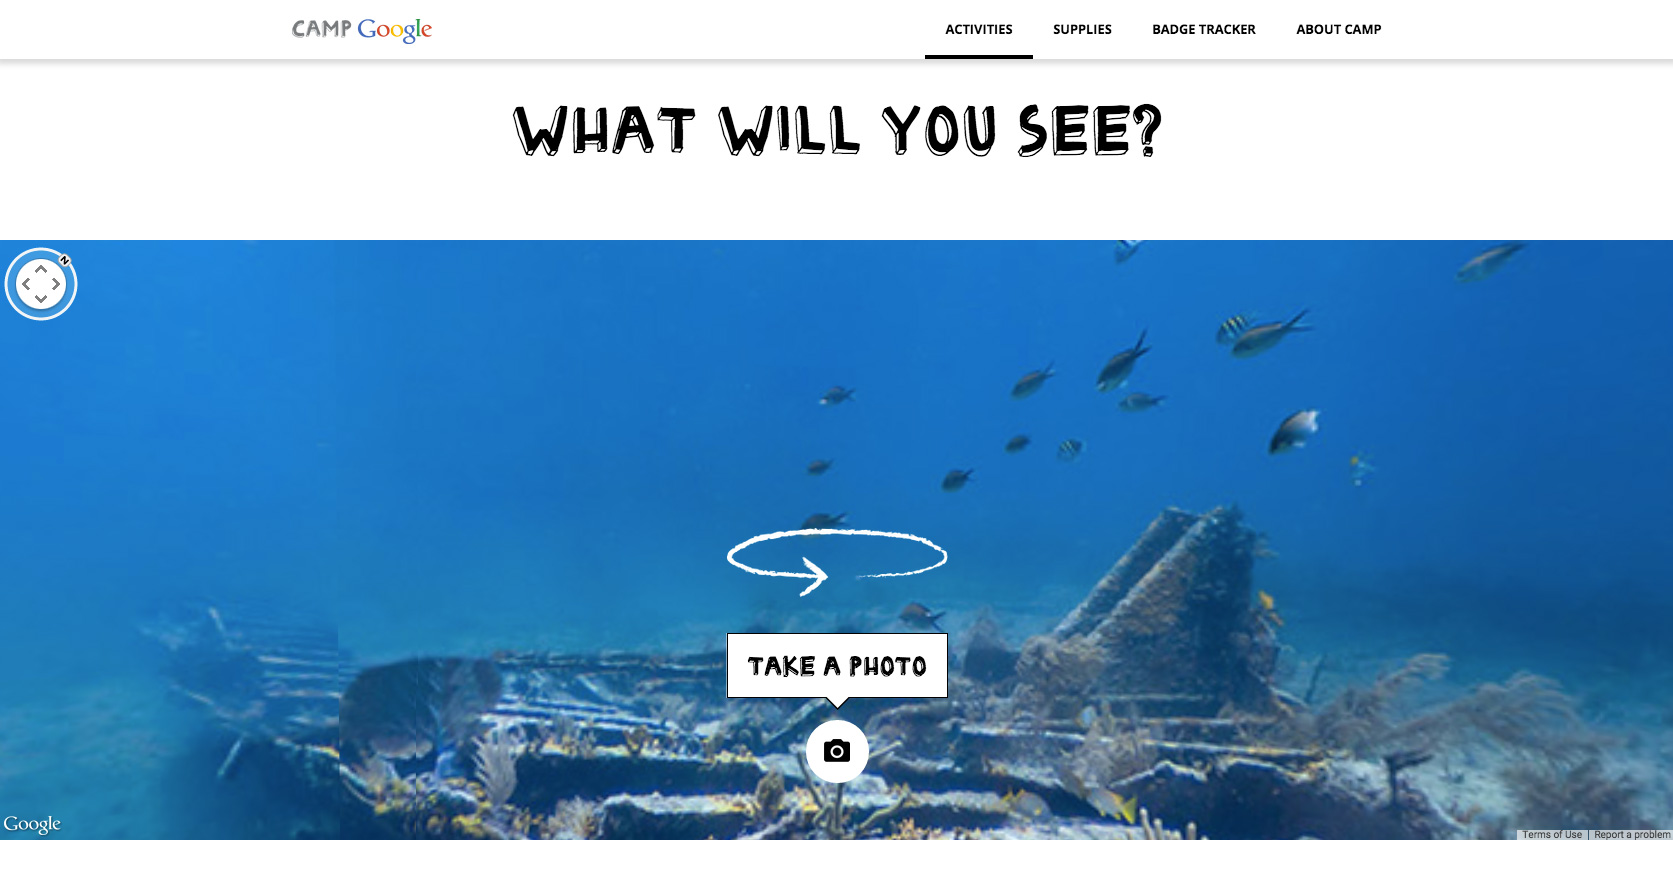 CAMP Google
ACTIVITIES SUPPLIES BADGE TRACKER ABOUT CAMP
WHAT WILL YOU SEE?
N
TAKE A PHOTO
Google
Terms of Use Report a problem